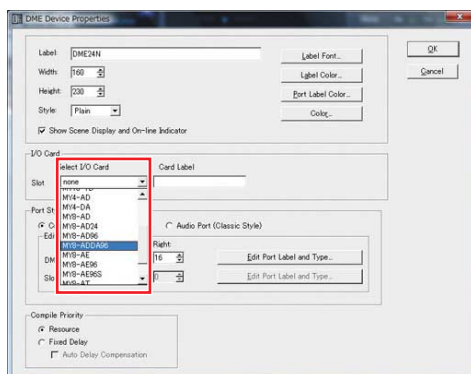 DME Device Properties
Label: DME24N
Width: 160
Height: 230
Style: Plain
Show Scene Display and On-line Indicator
Label Font...
Label Color...
Port Label Color...
Color...
OK
Cancel
I/O Card
Select I/O Card
Card Label
Slot none
MY4-AD
MY4-DA
MY8-AD
MY8-AD24
MY8-AD96
MY8-ADDA96
MY8-AE
MY8-AE96
MY8-AE96S
MY8-AT
Port St
Audio Port (Classic Style)
Edi
Right:
DM 16 Edit Port Label and Type...
Slo 0 Edit Port Label and Type...
Compile Priority
Resource
Fixed Delay
Auto Delay Compensation